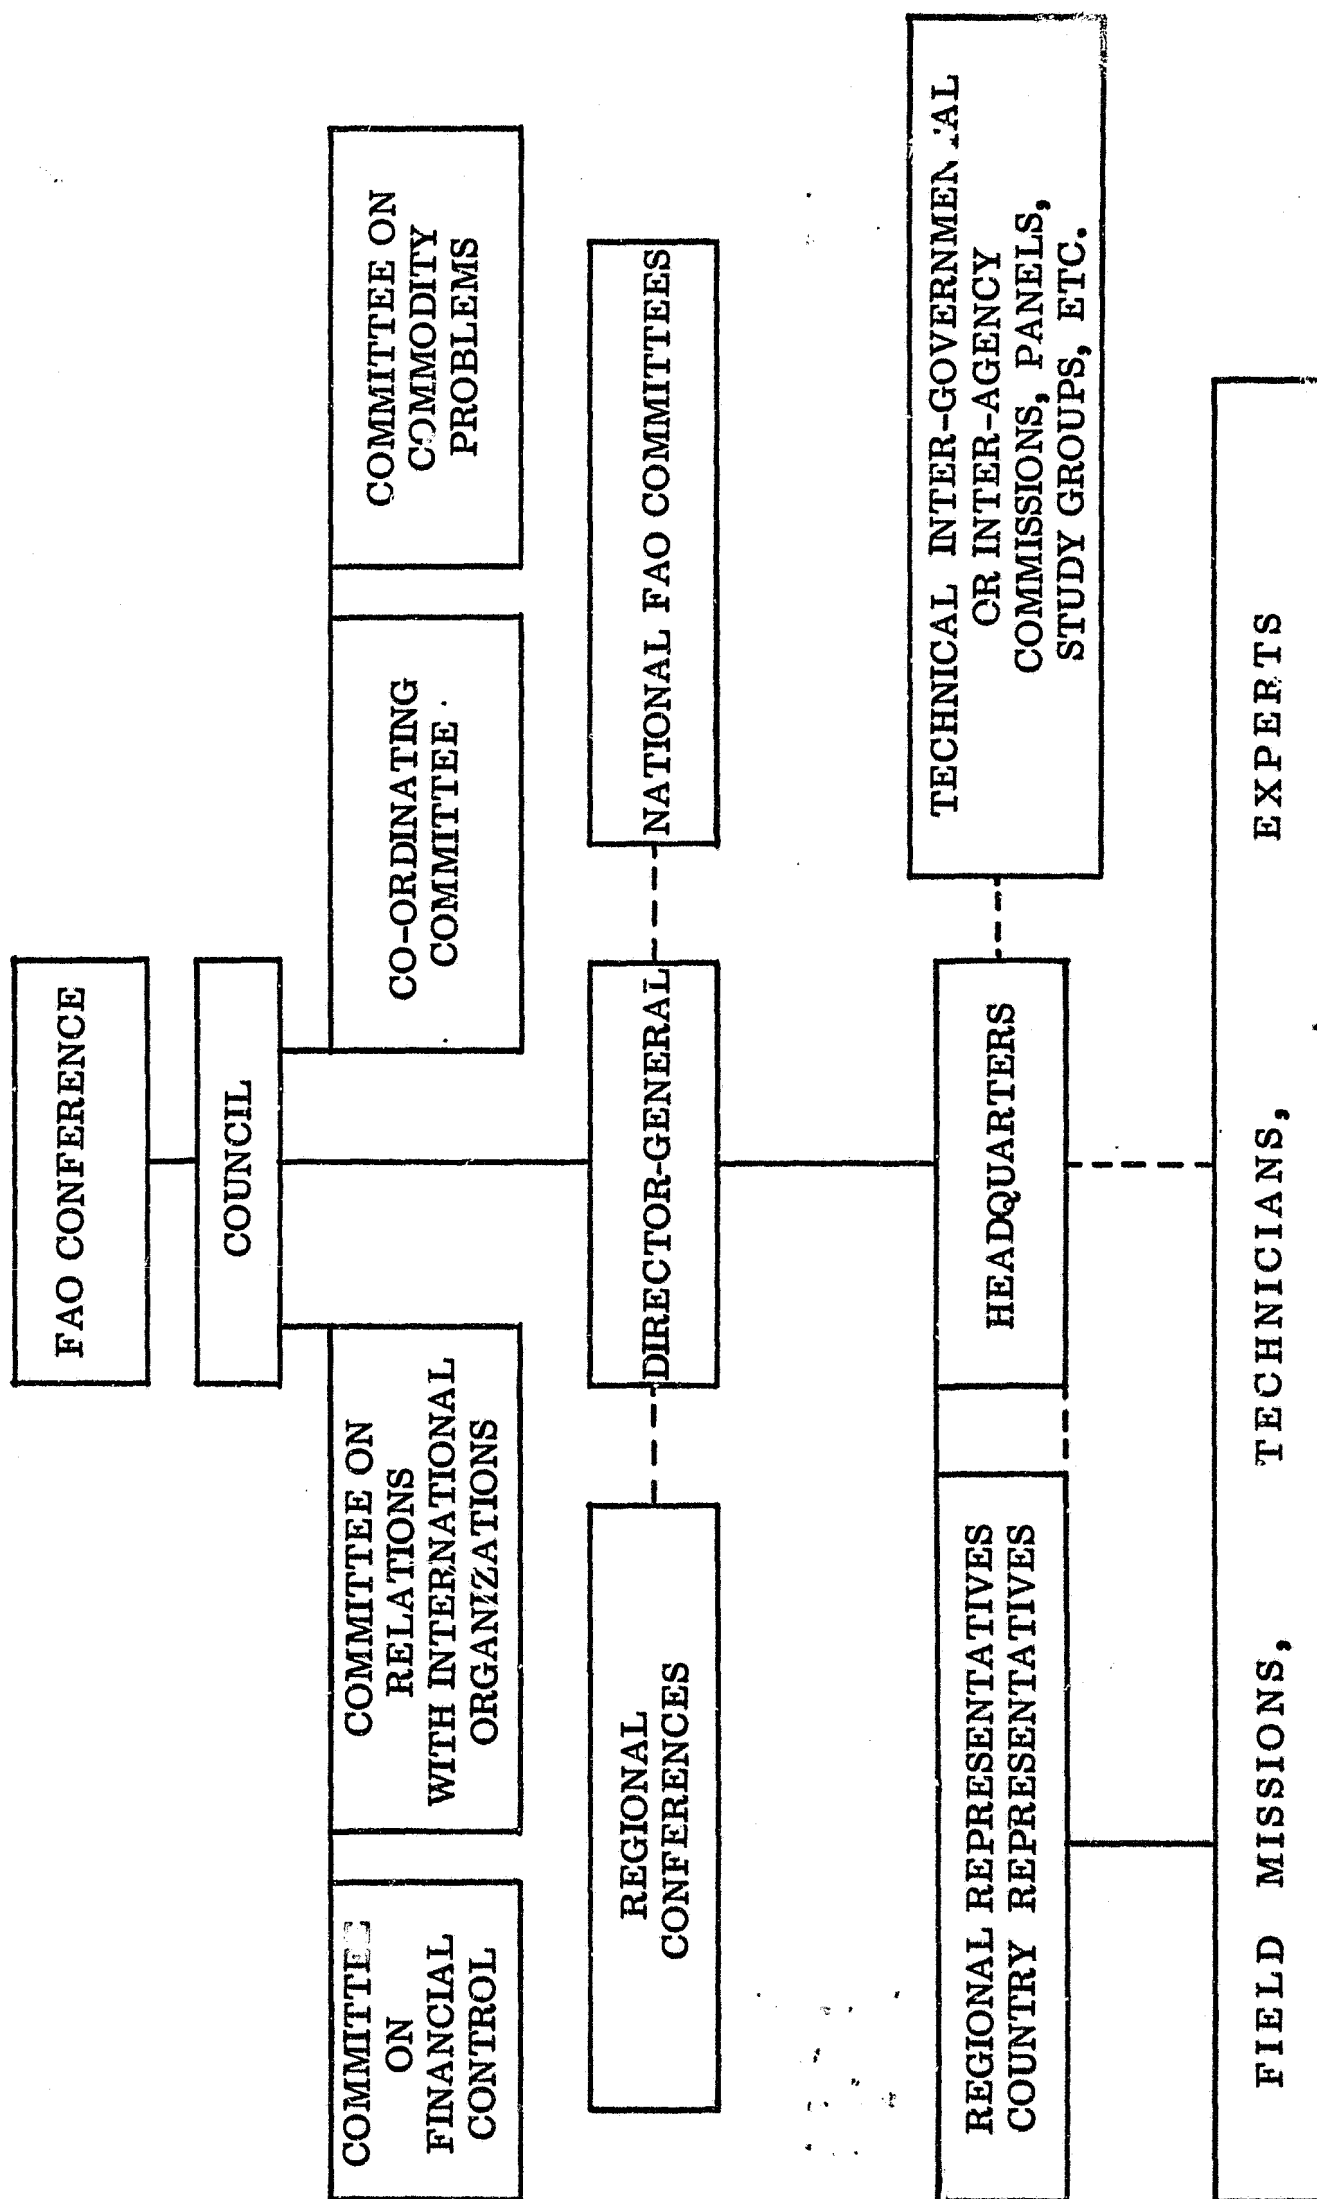 FAO CONFERENCE
COUNCIL
COMMITTEE
ON
FINANCIAL
CONTROL
COMMITTEE ON
RELATIONS
WITH INTERNATIONAL
ORGANIZATIONS
CO-ORDINATING
COMMITTEE
COMMITTEE ON
COMMODITY
PROBLEMS
REGIONAL
CONFERENCES
DIRECTOR-GENERAL
NATIONAL FAO COMMITTEES
REGIONAL REPRESENTATIVES
COUNTRY REPRESENTATIVES
HEADQUARTERS
TECHNICAL INTER-GOVERNMENTAL
OR INTER-AGENCY
COMMISSIONS, PANELS,
STUDY GROUPS, ETC.
FIELD MISSIONS, TECHNICIANS, EXPERTS